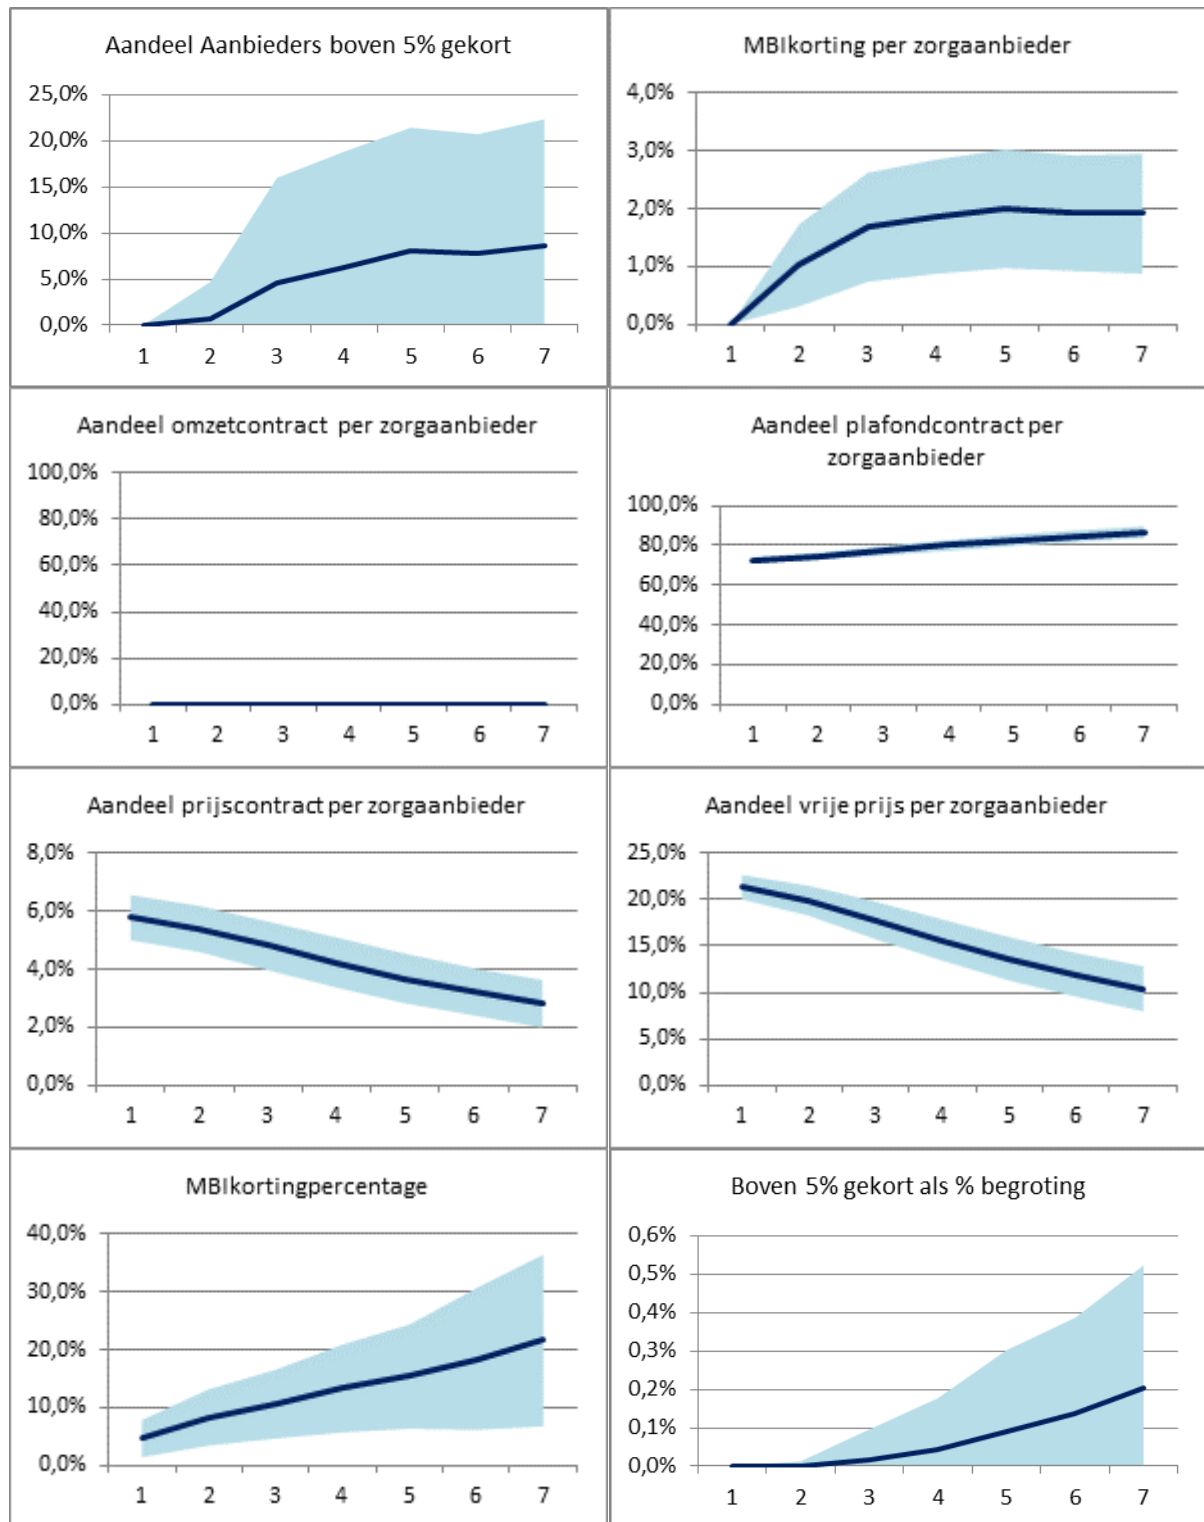 Aandeel Aanbieders boven 5% gekort
25,0%
20,0%
15,0%
10,0%
5,0%
0,0%
1 2 3 4 5 6 7
MBIkorting per zorgaanbieder
4,0%
3,0%
2,0%
1,0%
0,0%
1 2 3 4 5 6 7
Aandeel omzetcontract per zorgaanbieder
100,0%
80,0%
60,0%
40,0%
20,0%
0,0%
1 2 3 4 5 6 7
Aandeel plafondcontract per
zorgaanbieder
100,0%
80,0%
60,0%
40,0%
20,0%
0,0%
1 2 3 4 5 6 7
Aandeel prijscontract per zorgaanbieder
8,0%
6,0%
4,0%
2,0%
0,0%
1 2 3 4 5 6 7
Aandeel vrije prijs per zorgaanbieder
25,0%
20,0%
15,0%
10,0%
5,0%
0,0%
1 2 3 4 5 6 7
MBIkortingpercentage
40,0%
30,0%
20,0%
10,0%
0,0%
1 2 3 4 5 6 7
Boven 5% gekort als % begroting
0,6%
0,5%
0,4%
0,3%
0,2%
0,1%
0,0%
1 2 3 4 5 6 7